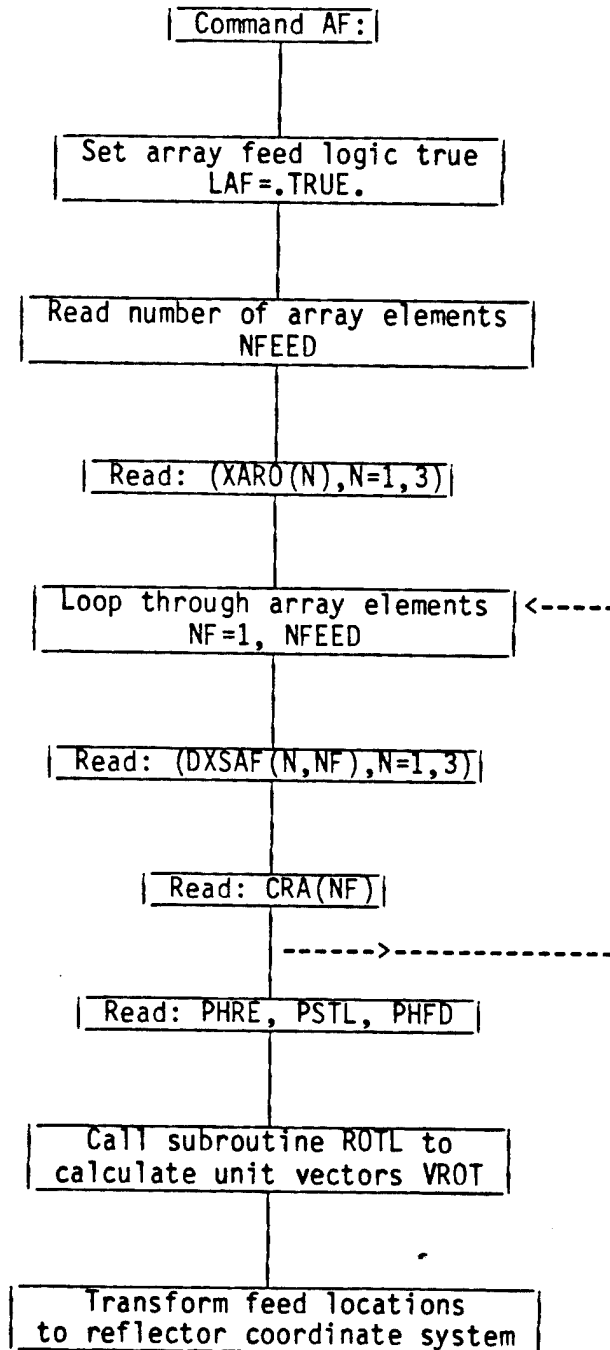 Command AF:
Set array feed logic true
LAF=.TRUE.
Read number of array elements
NFEED
Read: (XARO(N),N=1,3)
Loop through array elements
NF=1, NFEED
Read: (DXSAF(N,NF),N=1,3)
Read: CRA(NF)
Read: PHRE, PSTL, PHFD
Call subroutine ROTL to
calculate unit vectors VROT
Transform feed locations
to reflector coordinate system